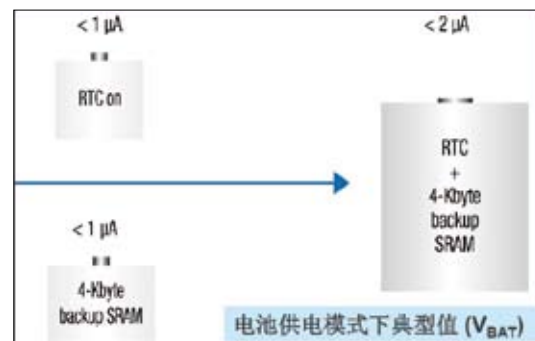 < 1 µA
RTC on
< 1 µA
4-Kbyte
backup SRAM
< 2 µA
RTC
+
4-Kbyte
backup
SRAM
电池供电模式下典型值 (VBAT)